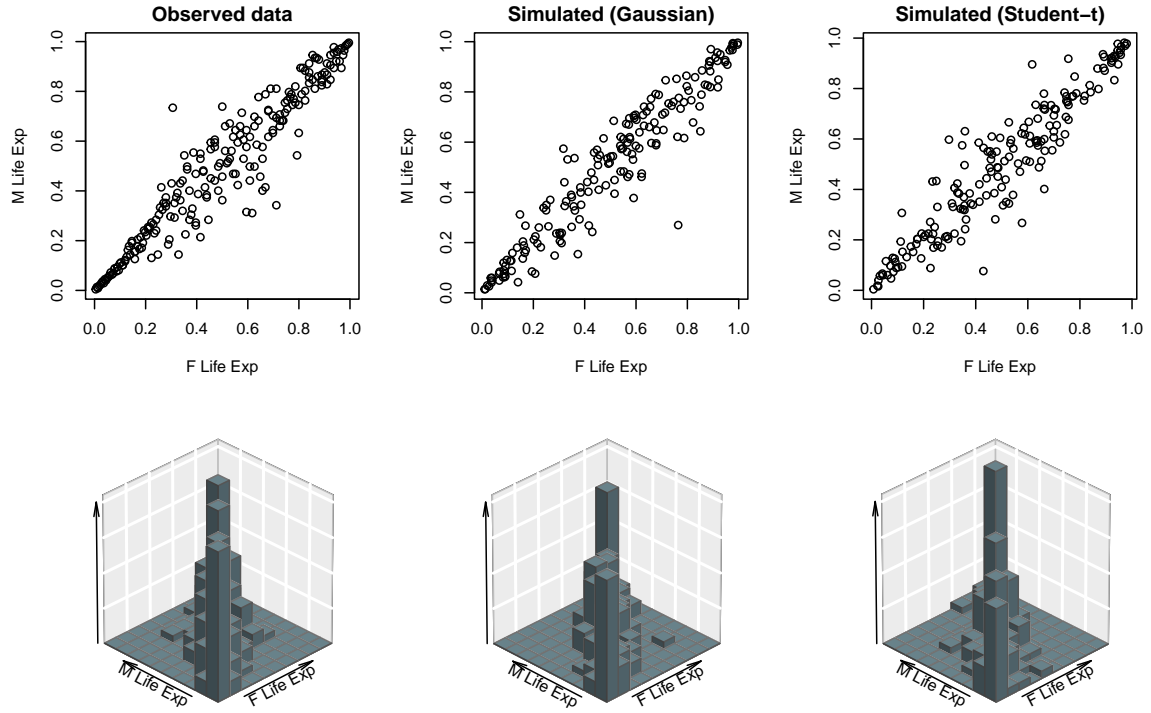 Observed data
Simulated (Gaussian)
Simulated (Student−t)
M Life Exp
1.0
0.8
0.6
0.4
0.2
0.0
0.0 0.2 0.4 0.6 0.8 1.0
F Life Exp
M Life Exp
1.0
0.8
0.6
0.4
0.2
0.0
0.0 0.2 0.4 0.6 0.8 1.0
F Life Exp
M Life Exp
1.0
0.8
0.6
0.4
0.2
0.0
0.0 0.2 0.4 0.6 0.8 1.0
F Life Exp
M Life Exp
F Life Exp
M Life Exp
F Life Exp
M Life Exp
F Life Exp